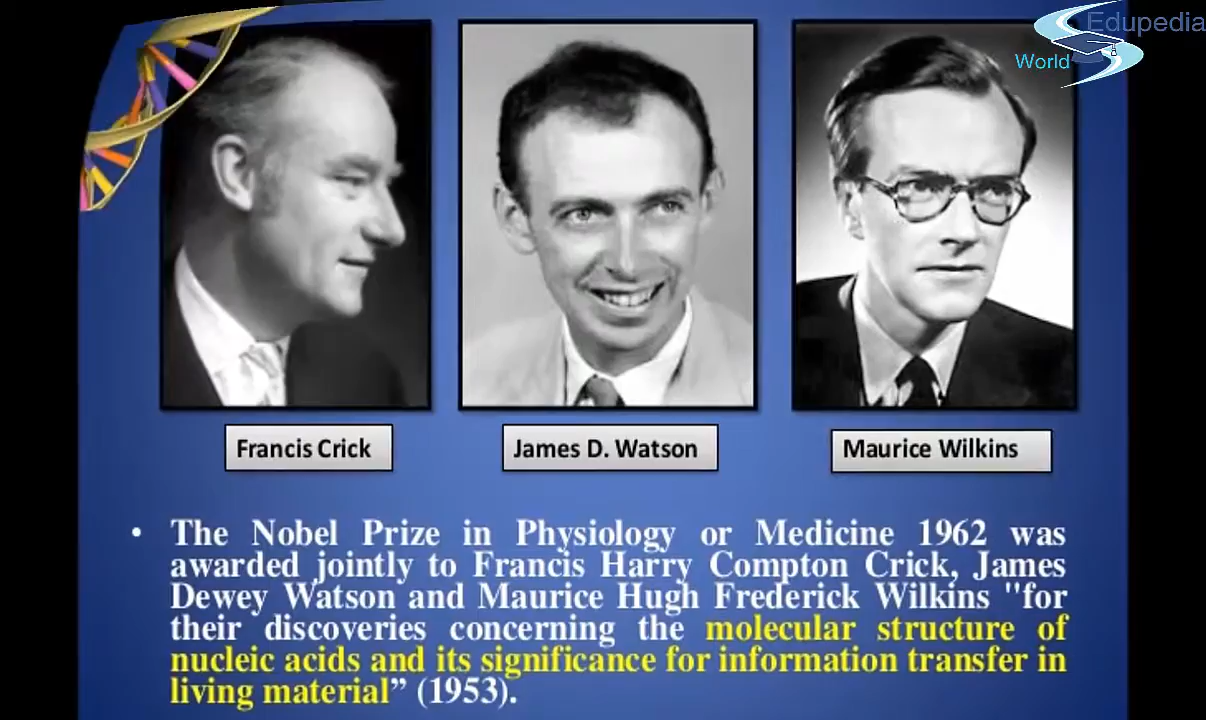 Edupedia
World
Francis Crick
James D. Watson
Maurice Wilkins
• The Nobel Prize in Physiology or Medicine 1962 was
awarded jointly to Francis Harry Compton Crick, James
Dewey Watson and Maurice Hugh Frederick Wilkins "for
their discoveries concerning the molecular structure of
nucleic acids and its significance for information transfer in
living material” (1953).